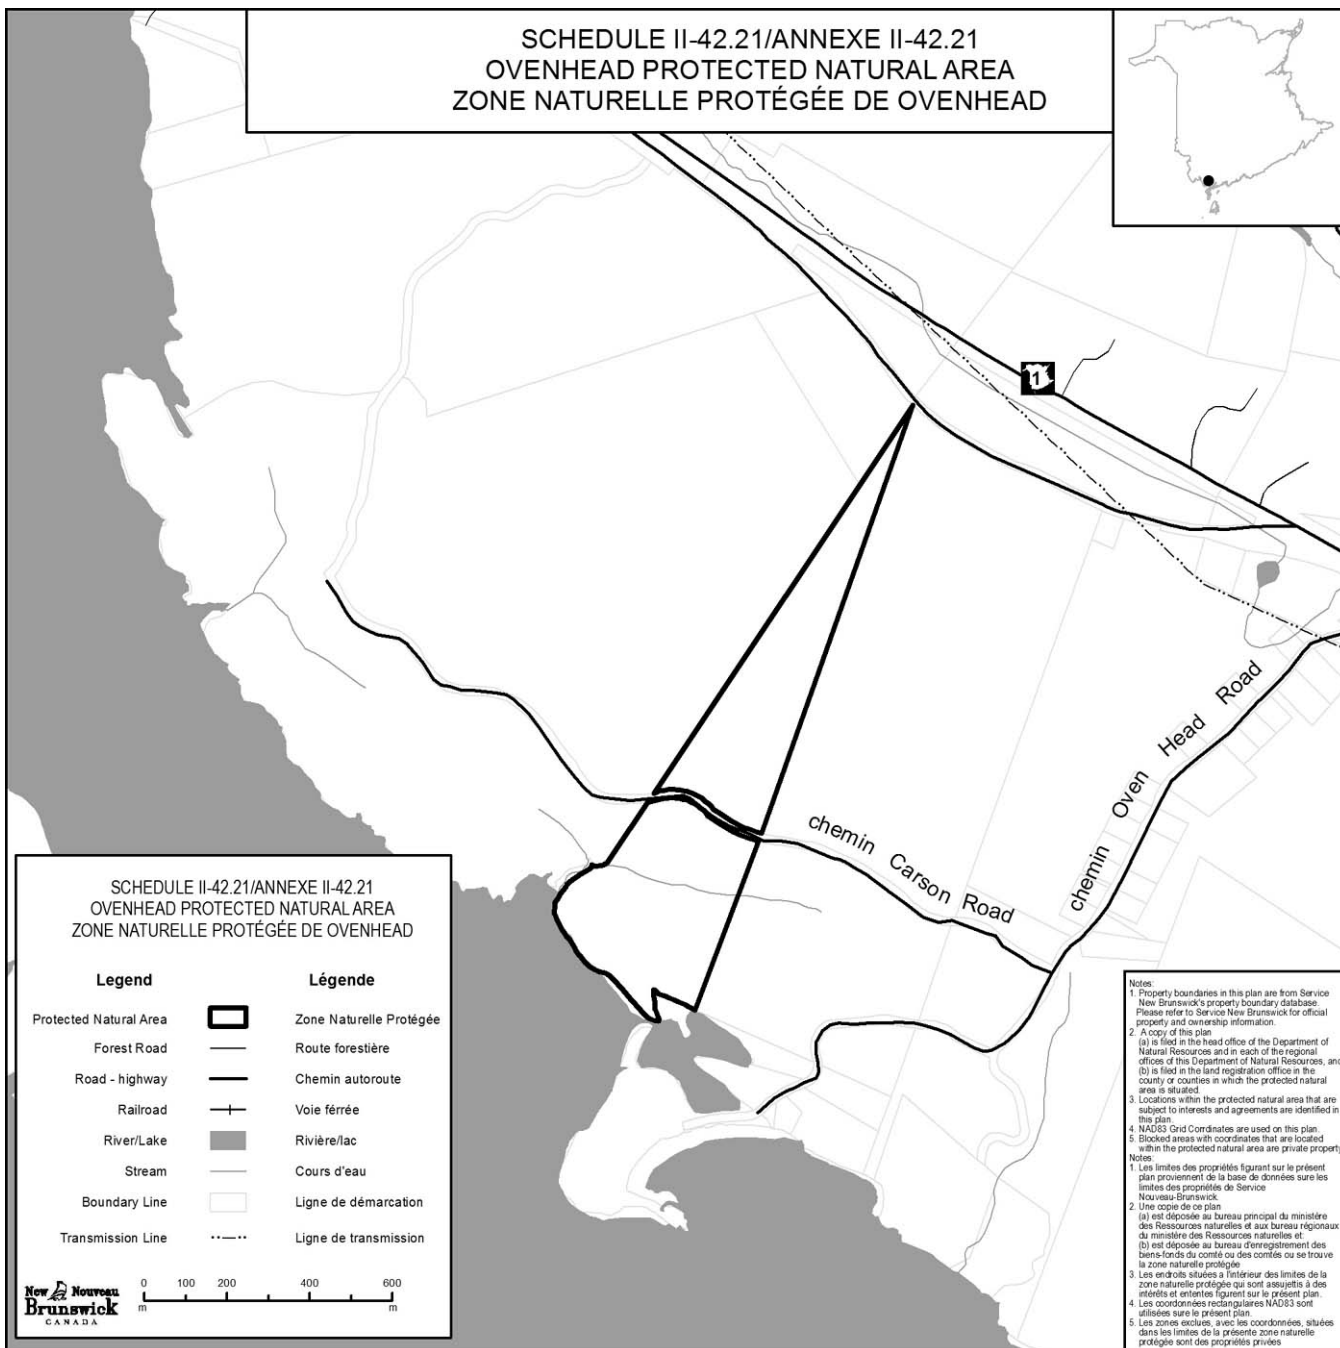 SCHEDULE II-42.21/ANNEXE II-42.21
OVENHEAD PROTECTED NATURAL AREA
ZONE NATURELLE PROTÉGÉE DE OVENHEAD
1
chemin Oven Head Road
chemin Carson Road
SCHEDULE II-42.21/ANNEXE II-42.21
OVENHEAD PROTECTED NATURAL AREA
ZONE NATURELLE PROTÉGÉE DE OVENHEAD
Legend Légende
Protected Natural Area Zone Naturelle Protégée
Forest Road Route forestière
Road - highway Chemin autoroute
Railroad Voie férrée
River/Lake Rivière/lac
Stream Cours d'eau
Boundary Line Ligne de démarcation
Transmission Line Ligne de transmission
New Nouveau
Brunswick
CANADA
0 100 200 400 600
m m
Notes:
1. Property boundaries in this plan are from Service
New Brunswick's property boundary database.
Please refer to Service New Brunswick for official
property and ownership information.
2. A copy of this plan
(a) is filed in the head office of the Department of
Natural Resources and in each of the regional
offices of this Department of Natural Resources, and
(b) is filed in the land registration office in the
county or counties in which the protected natural
area is situated.
3. Locations within the protected natural area that are
subject to interests and agreements are identified in
this plan.
4. NAD83 Grid Corrdinates are used on this plan.
5. Blocked areas with coordinates that are located
within the protected natural area are private property
Notes:
1. Les limites des propriétés figurant sur le présent
plan proviennent de la base de données sure les
limites des propriétés de Service
Nouveau-Brunswick.
2. Une copie de ce plan
(a) est déposée au bureau principal du ministère
des Ressources naturelles et aux bureau régionaux
du ministère des Ressources naturelles et:
(b) est déposée au bureau d'enregistrement des
biens-fonds du comté ou des comtés ou se trouve
la zone naturelle protégée
3. Les endroits situées a l'intérieur des limites de la
zone naturelle protégée qui sont assujettis à des
intérêts et ententes figurent sur le présent plan.
4. Les coordonnées rectangulaires NAD83 sont
utilisées sure le présent plan.
5. Les zones exclues, avec les coordonnées, situées
dans les limites de la présente zone naturelle
protégée sont des propriétés privées